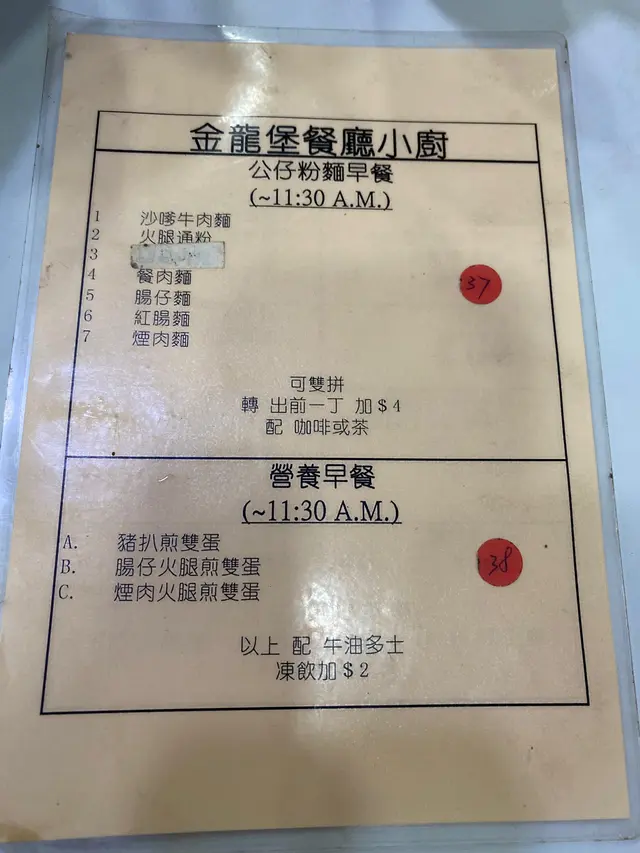 金龍堡餐廳小廚
公仔粉麵早餐
(~11:30 A.M.)
1 沙嗲牛肉麵
2 火腿通粉
3
4 餐肉麵
5 腸仔麵
6 紅腸麵
7 煙肉麵
37
可雙拼
轉 出前一丁 加$4
配 咖啡或茶
營養早餐
(~11:30 A.M.)
A. 豬扒煎雙蛋
B. 腸仔火腿煎雙蛋
C. 煙肉火腿煎雙蛋
38
以上 配 牛油多士
凍飲加$2